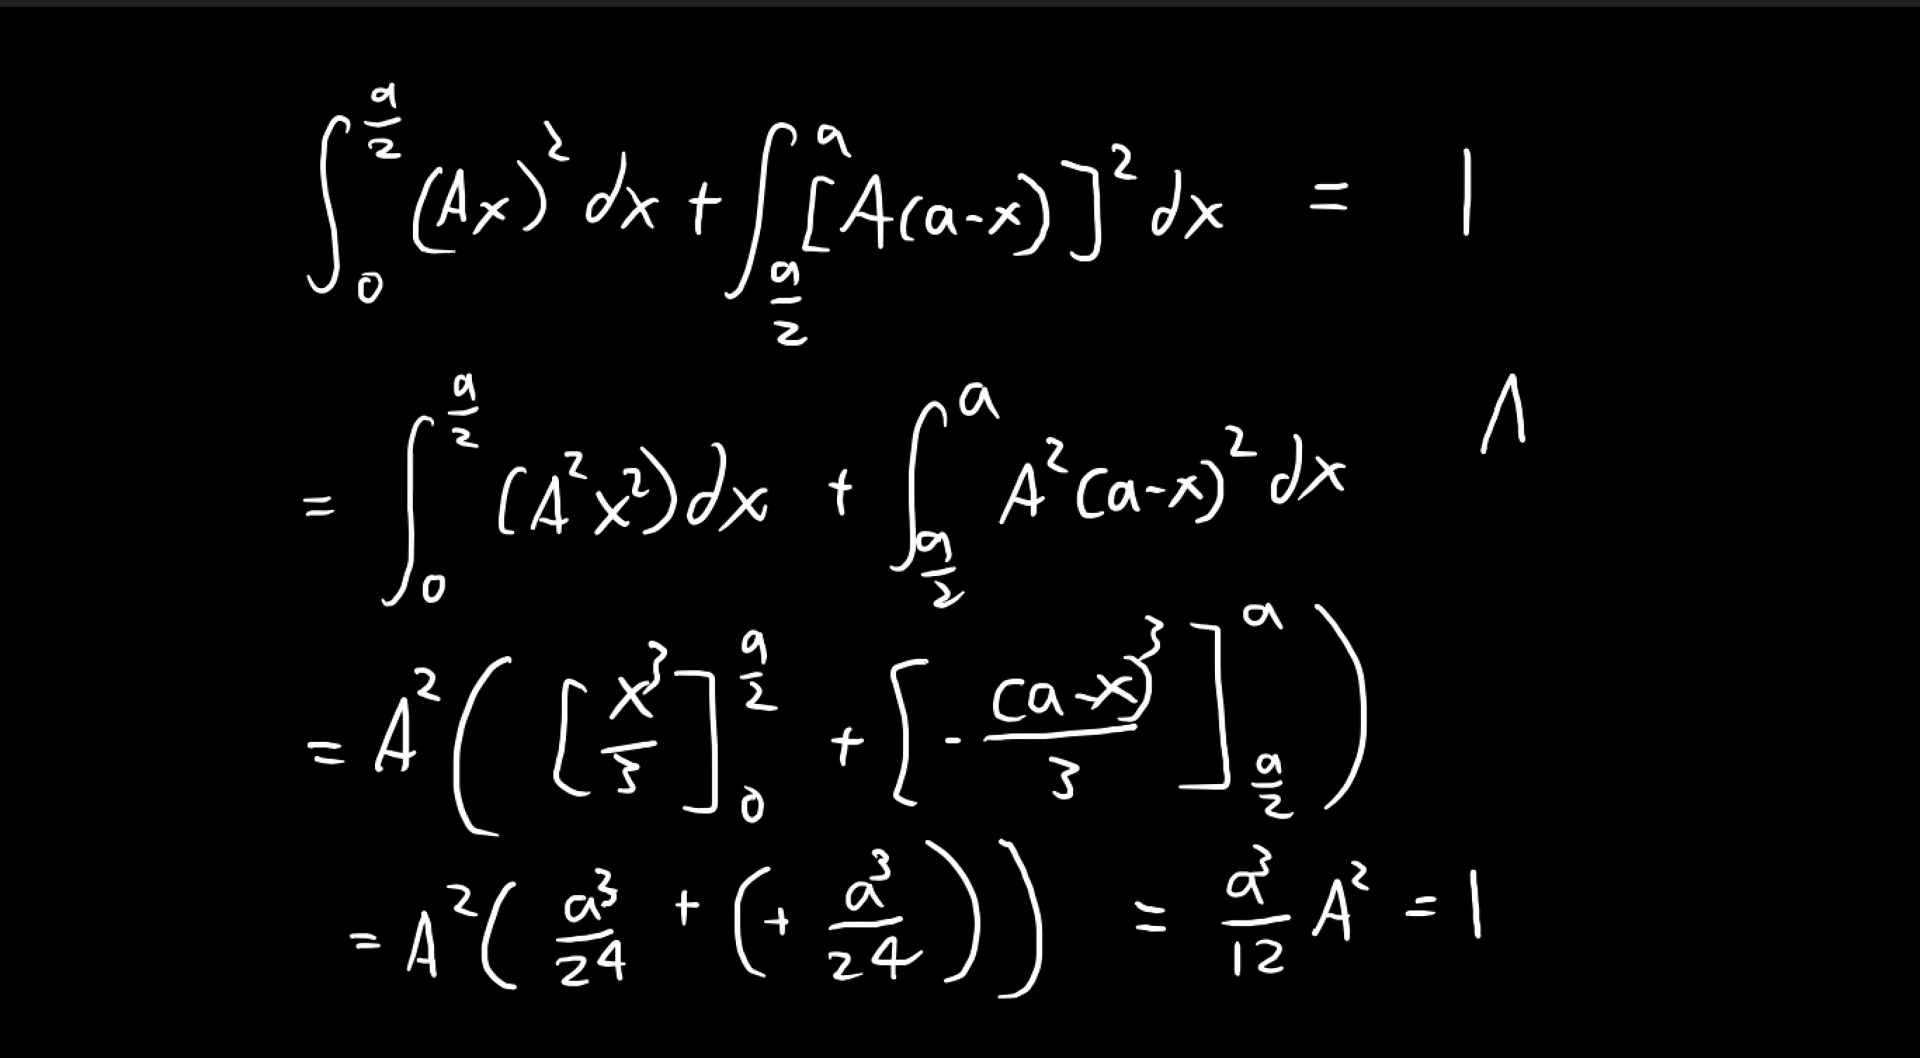 ∫₀^{a/2} (Ax)² dx + ∫_{a/2}^{a} [A(a-x)]² dx = 1
= ∫₀^{a/2} (A²x²) dx + ∫_{a/2}^{a} A²(a-x)² dx Λ
= A² ( [x³/3]₀^{a/2} + [-(a-x)³/3]_{a/2}^{a} )
= A² ( a³/24 + (+ a³/24) ) = a³/12 A² = 1